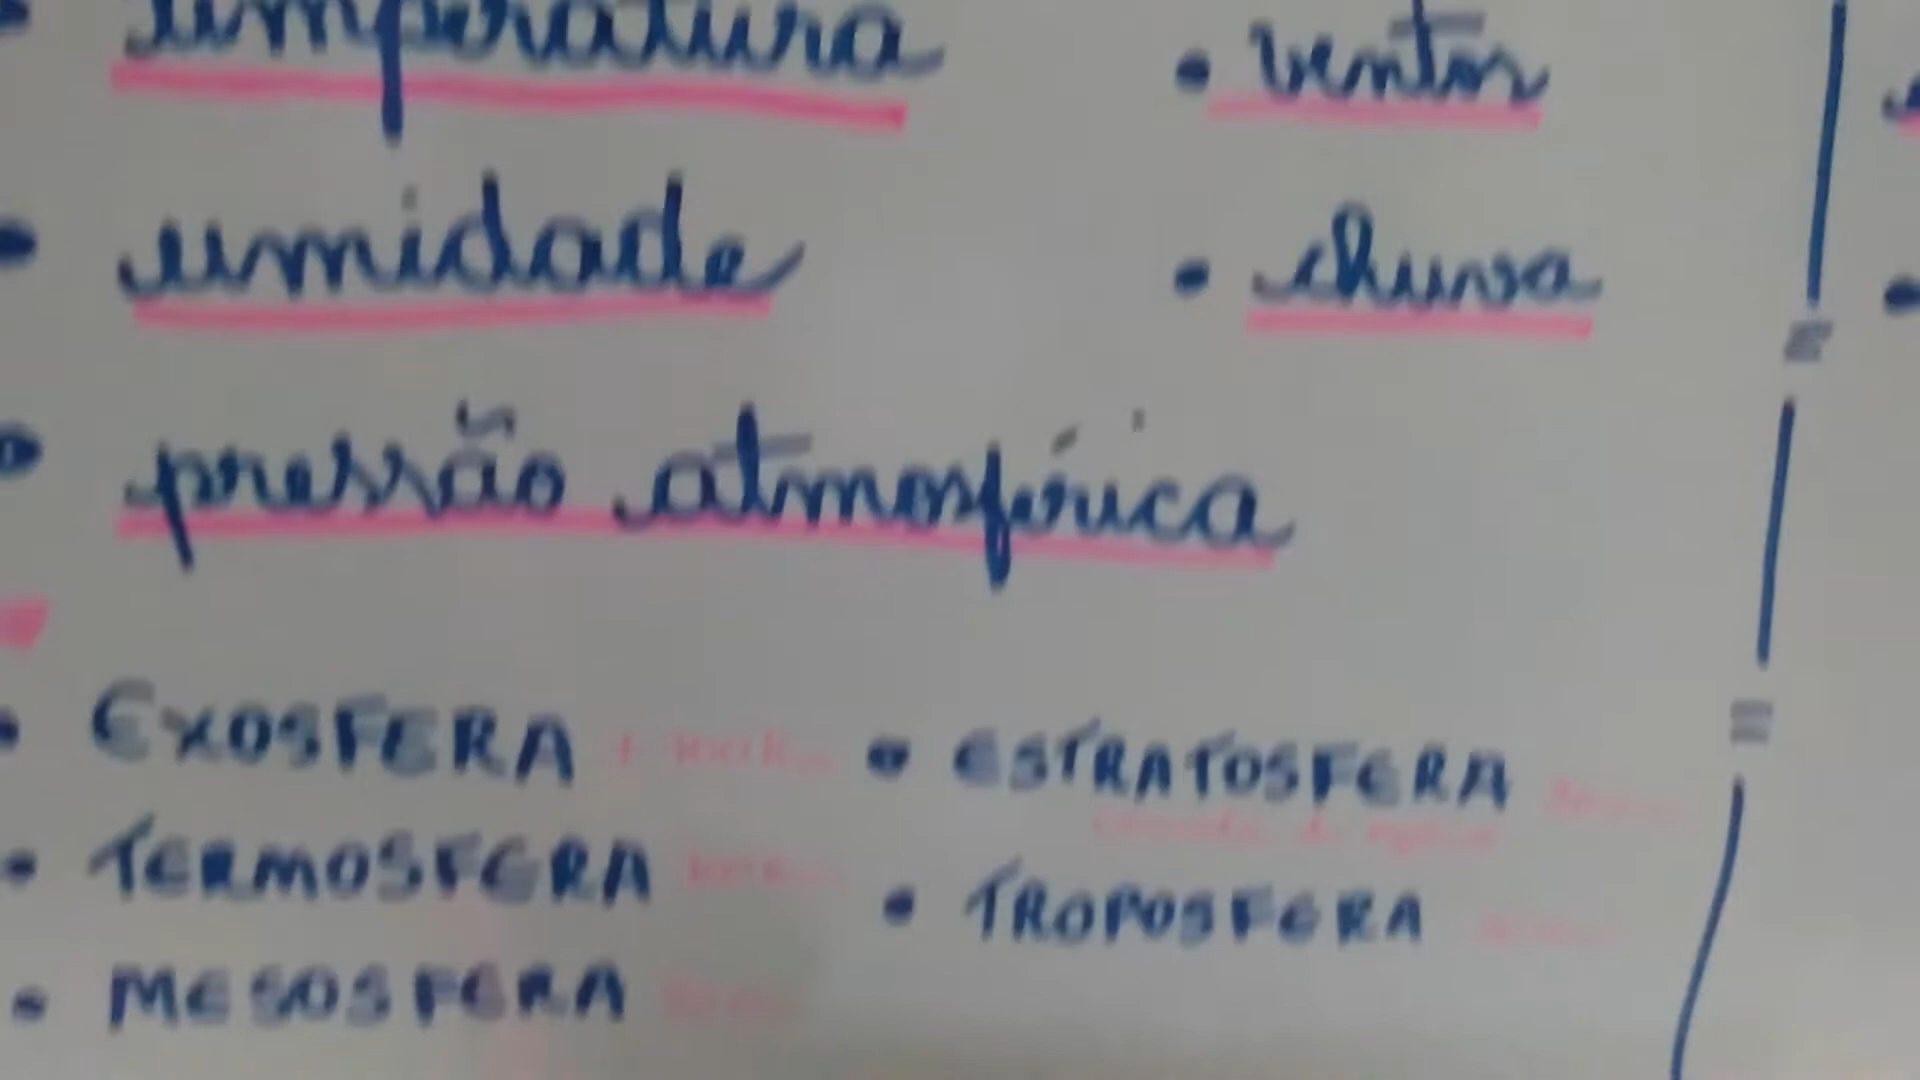 • temperatura
• ventos
• umidade
• chuva
• pressão atmosférica
• EXOSFERA
• ESTRATOSFERA
• TERMOSFERA
• TROPOSFERA
• MESOSFERA